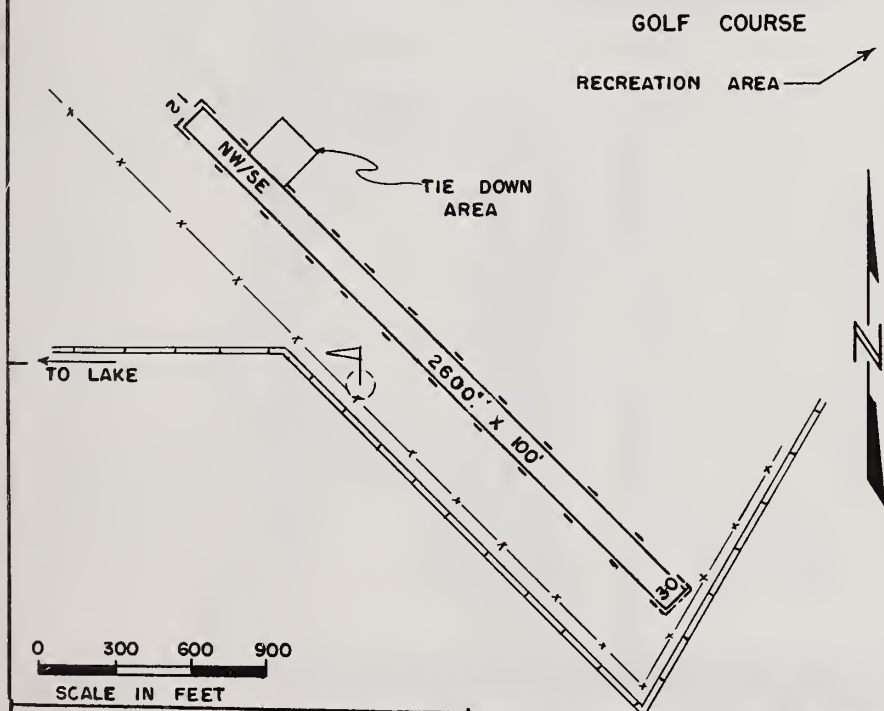 GOLF COURSE
RECREATION AREA
12
NW/SE
TIE DOWN
AREA
N
TO LAKE
2600' X 100'
30
0 300 600 900
SCALE IN FEET